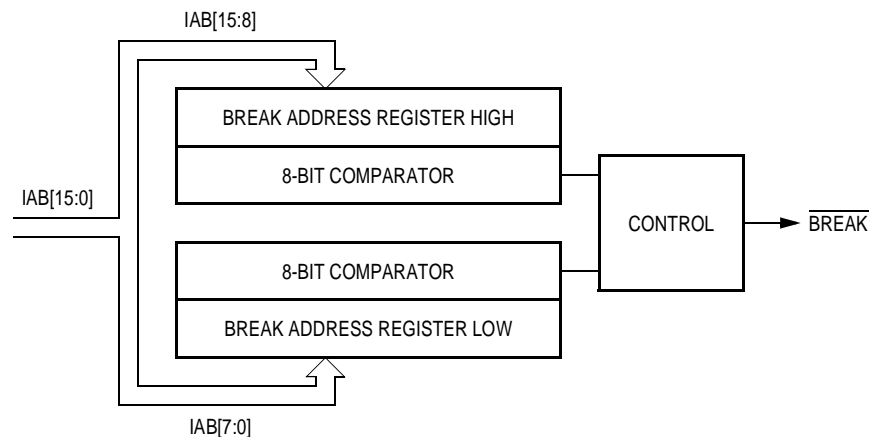 IAB[15:8]
BREAK ADDRESS REGISTER HIGH
8-BIT COMPARATOR
IAB[15:0]
CONTROL
BREAK
8-BIT COMPARATOR
BREAK ADDRESS REGISTER LOW
IAB[7:0]